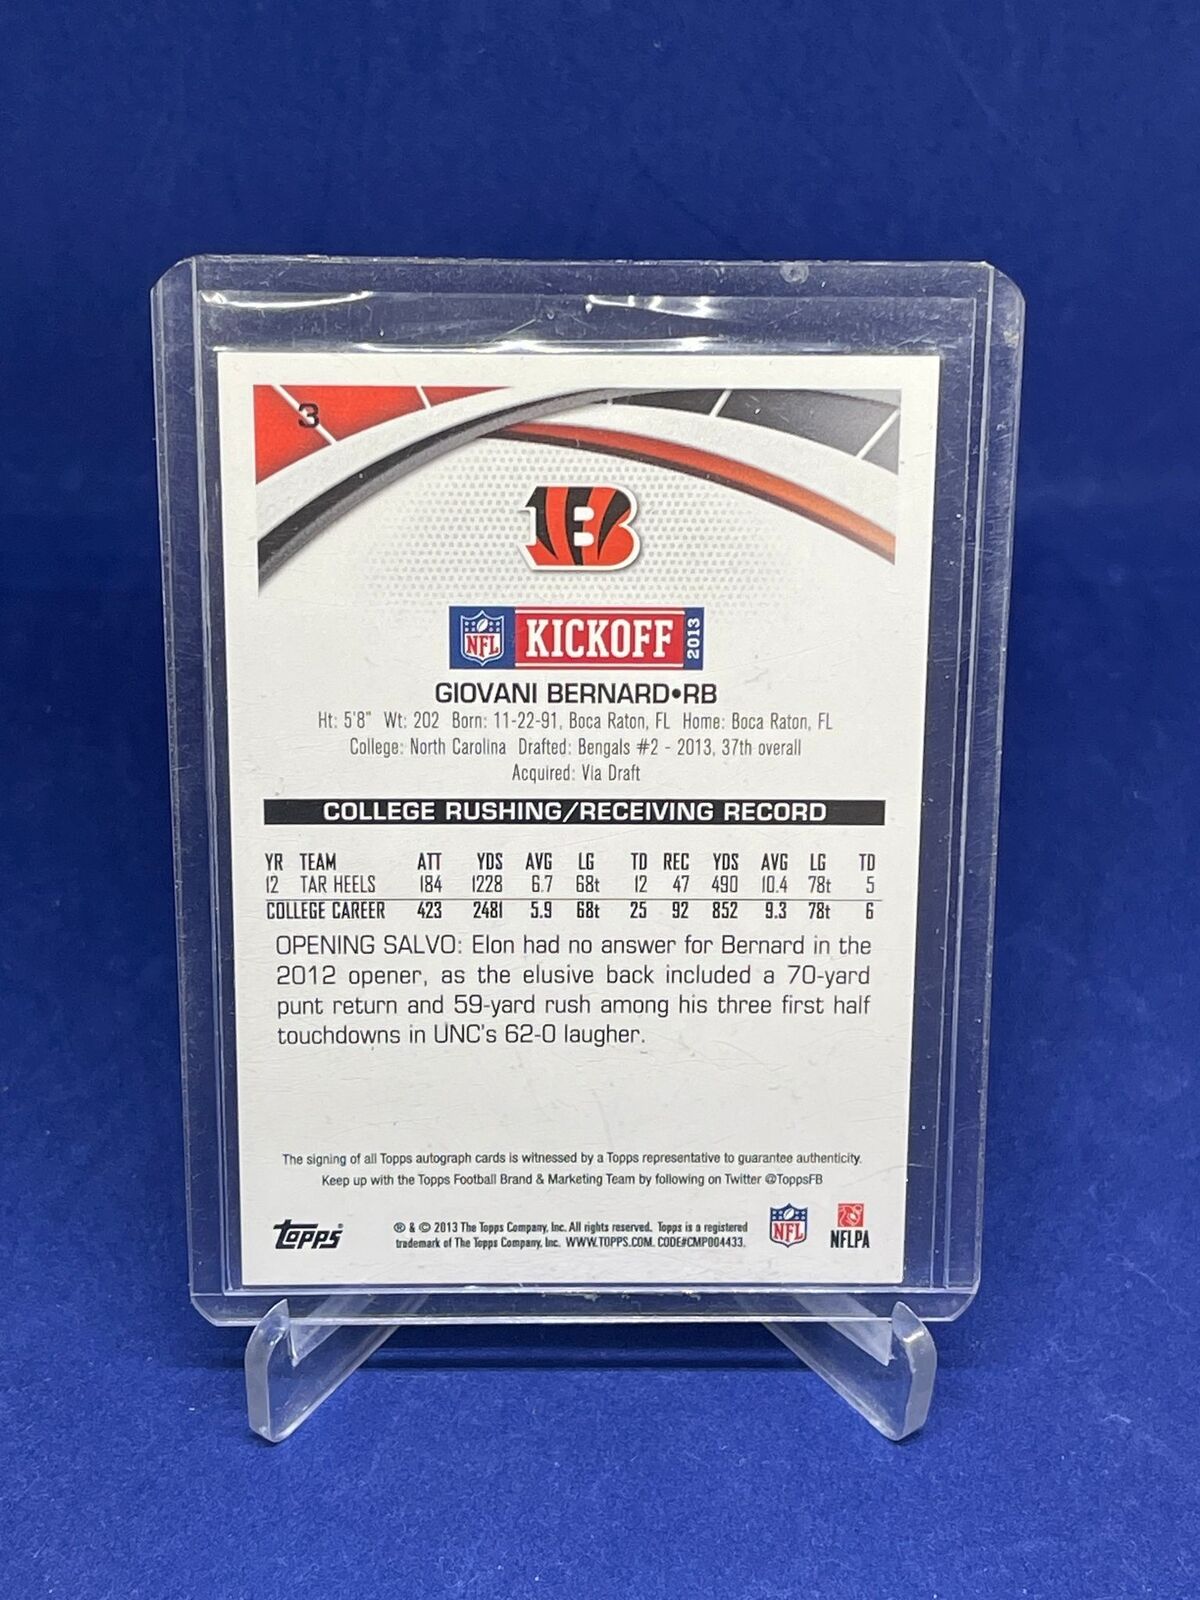 3
B
NFL KICKOFF 2013
GIOVANI BERNARD•RB
Ht: 5'8" Wt: 202 Born: 11-22-91, Boca Raton, FL Home: Boca Raton, FL
College: North Carolina Drafted: Bengals #2 - 2013, 37th overall
Acquired: Via Draft
COLLEGE RUSHING/RECEIVING RECORD
YR TEAM ATT YDS AVG LG TD REC YDS AVG LG TD
12 TAR HEELS 184 1228 6.7 68t 12 47 490 10.4 78t 5
COLLEGE CAREER 423 2481 5.9 68t 25 92 852 9.3 78t 6
OPENING SALVO: Elon had no answer for Bernard in the
2012 opener, as the elusive back included a 70-yard
punt return and 59-yard rush among his three first half
touchdowns in UNC's 62-0 laugher.
The signing of all Topps autograph cards is witnessed by a Topps representative to guarantee authenticity.
Keep up with the Topps Football Brand & Marketing Team by following on Twitter @ToppsFB
Topps® ® & © 2013 The Topps Company, Inc. All rights reserved. Topps is a registered
trademark of The Topps Company, Inc. WWW.TOPPS.COM. CODE#CMP004433.
NFL NFLPA